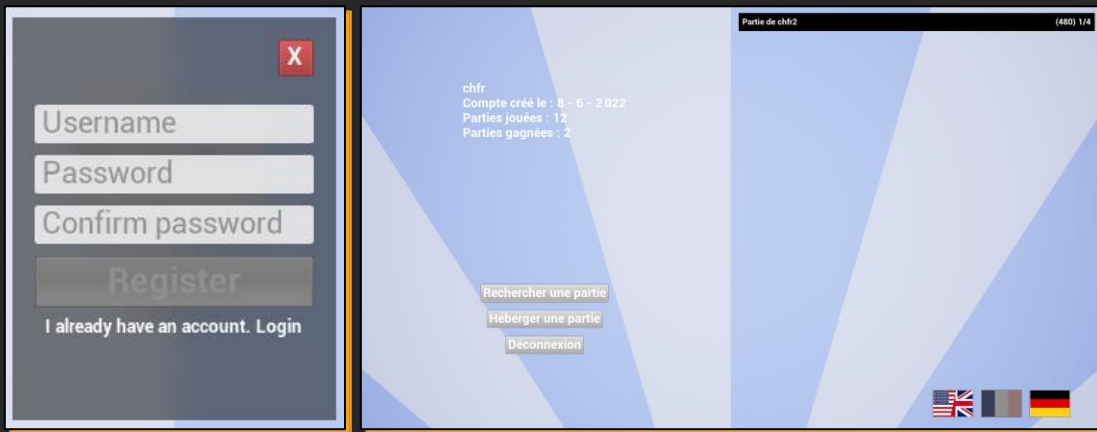 X
Username
Password
Confirm password
Register
I already have an account. Login
Partie de chfr2 (480) 1/4
chfr
Compte créé le : 8 - 6 - 2022
Parties jouées : 12
Parties gagnées : 2
Rechercher une partie
Héberger une partie
Déconnexion